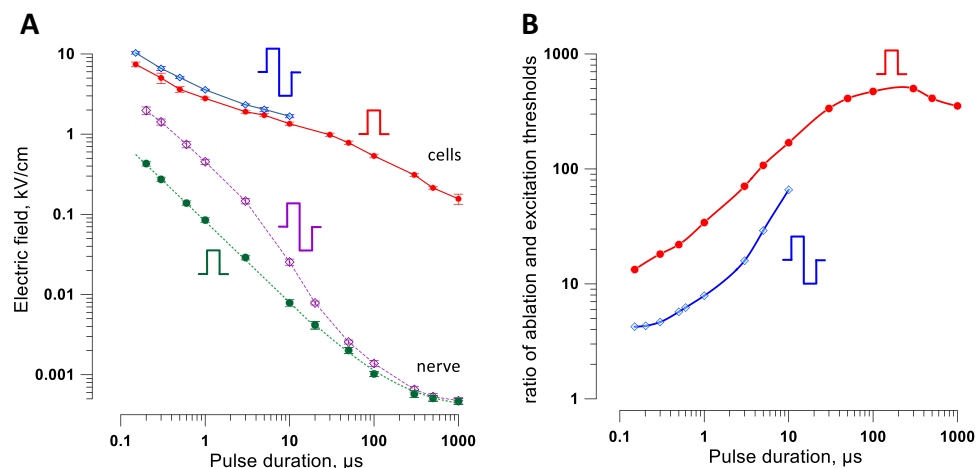 A
B
10
1
0.1
0.01
0.001
Electric field, kV/cm
cells
nerve
0.1
1
10
100
1000
Pulse duration, µs
1000
100
10
1
ratio of ablation and excitation thresholds
0.1
1
10
100
1000
Pulse duration, µs